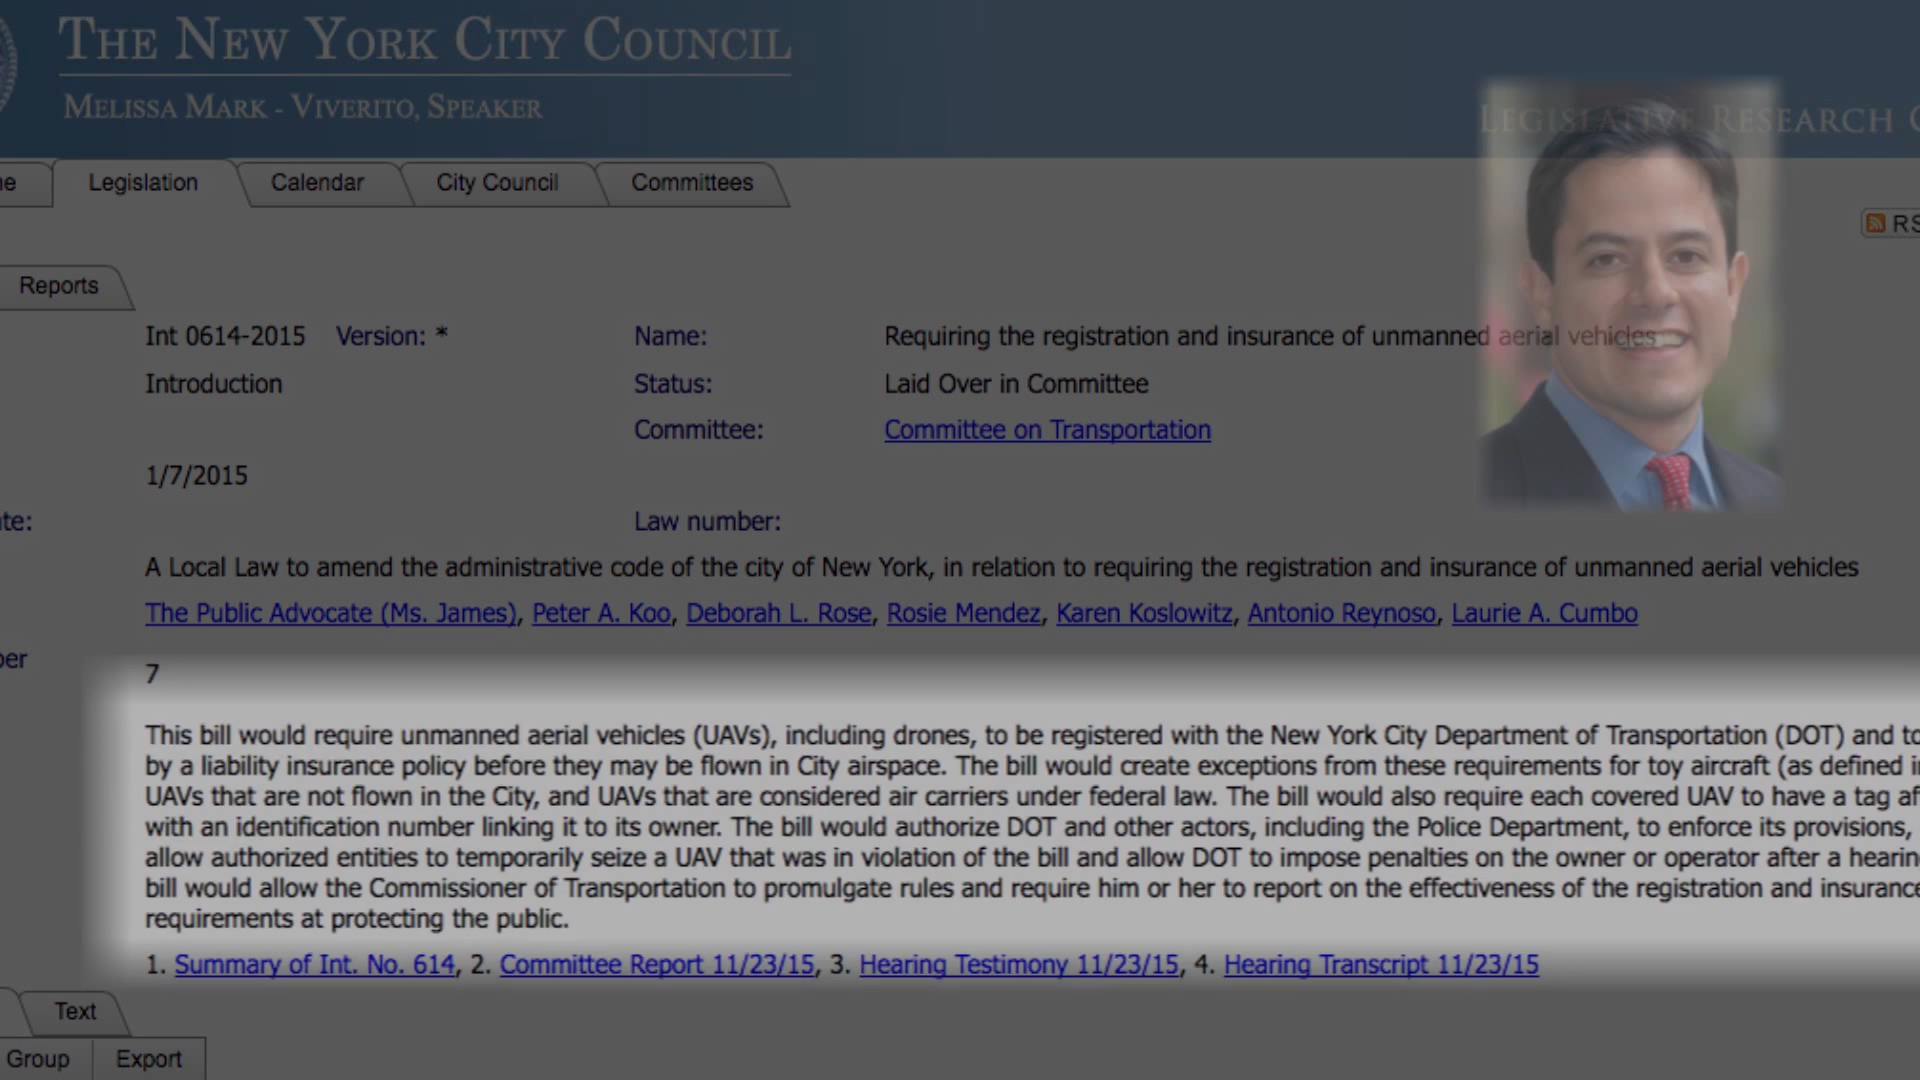 THE NEW YORK CITY COUNCIL
MELISSA MARK - VIVERITO, SPEAKER
LEGISLATIVE RESEARCH
Legislation Calendar City Council Committees
RS
Reports
Int 0614-2015 Version: * Name: Requiring the registration and insurance of unmanned aerial vehicles
Introduction Status: Laid Over in Committee
Committee: Committee on Transportation
1/7/2015
Law number:
A Local Law to amend the administrative code of the city of New York, in relation to requiring the registration and insurance of unmanned aerial vehicles
The Public Advocate (Ms. James), Peter A. Koo, Deborah L. Rose, Rosie Mendez, Karen Koslowitz, Antonio Reynoso, Laurie A. Cumbo
7
This bill would require unmanned aerial vehicles (UAVs), including drones, to be registered with the New York City Department of Transportation (DOT) and to
by a liability insurance policy before they may be flown in City airspace. The bill would create exceptions from these requirements for toy aircraft (as defined in
UAVs that are not flown in the City, and UAVs that are considered air carriers under federal law. The bill would also require each covered UAV to have a tag af
with an identification number linking it to its owner. The bill would authorize DOT and other actors, including the Police Department, to enforce its provisions,
allow authorized entities to temporarily seize a UAV that was in violation of the bill and allow DOT to impose penalties on the owner or operator after a hearin
bill would allow the Commissioner of Transportation to promulgate rules and require him or her to report on the effectiveness of the registration and insurance
requirements at protecting the public.
1. Summary of Int. No. 614, 2. Committee Report 11/23/15, 3. Hearing Testimony 11/23/15, 4. Hearing Transcript 11/23/15
Text
Group Export